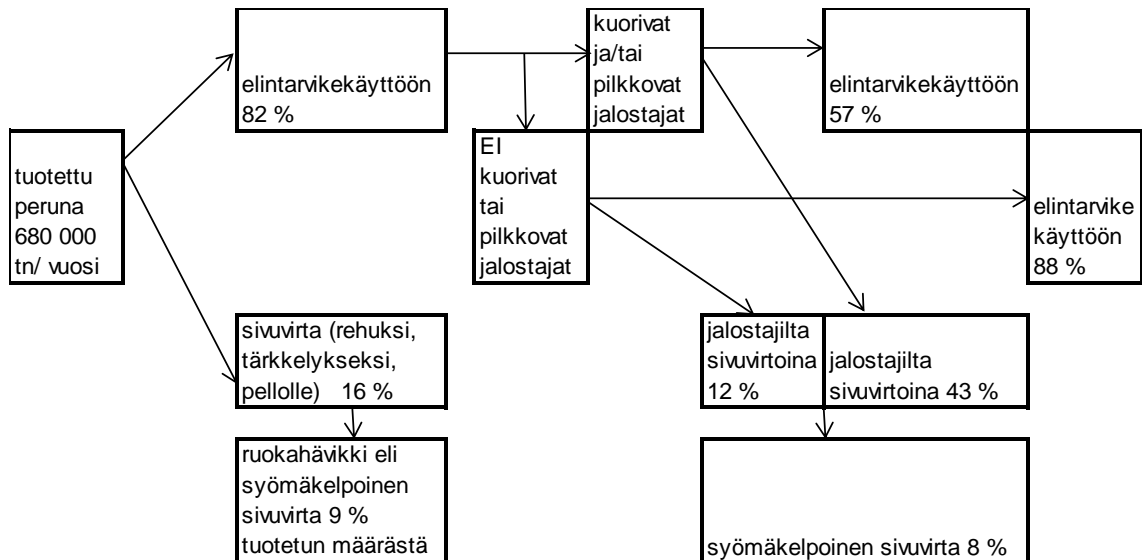 tuotettu
peruna
680 000
tn/ vuosi
elintarvikekäyttöön
82 %
kuorivat
ja/tai
pilkkovat
jalostajat
elintarvikekäyttöön
57 %
EI
kuorivat
tai
pilkkovat
jalostajat
elintarvike
käyttöön
88 %
sivuvirta (rehuksi,
tärkkelykseksi,
pellolle) 16 %
jalostajilta
sivuvirtoina
12 %
jalostajilta
sivuvirtoina 43 %
ruokahävikki eli
syömäkelpoinen
sivuvirta 9 %
tuotetun määrästä
syömäkelpoinen sivuvirta 8 %